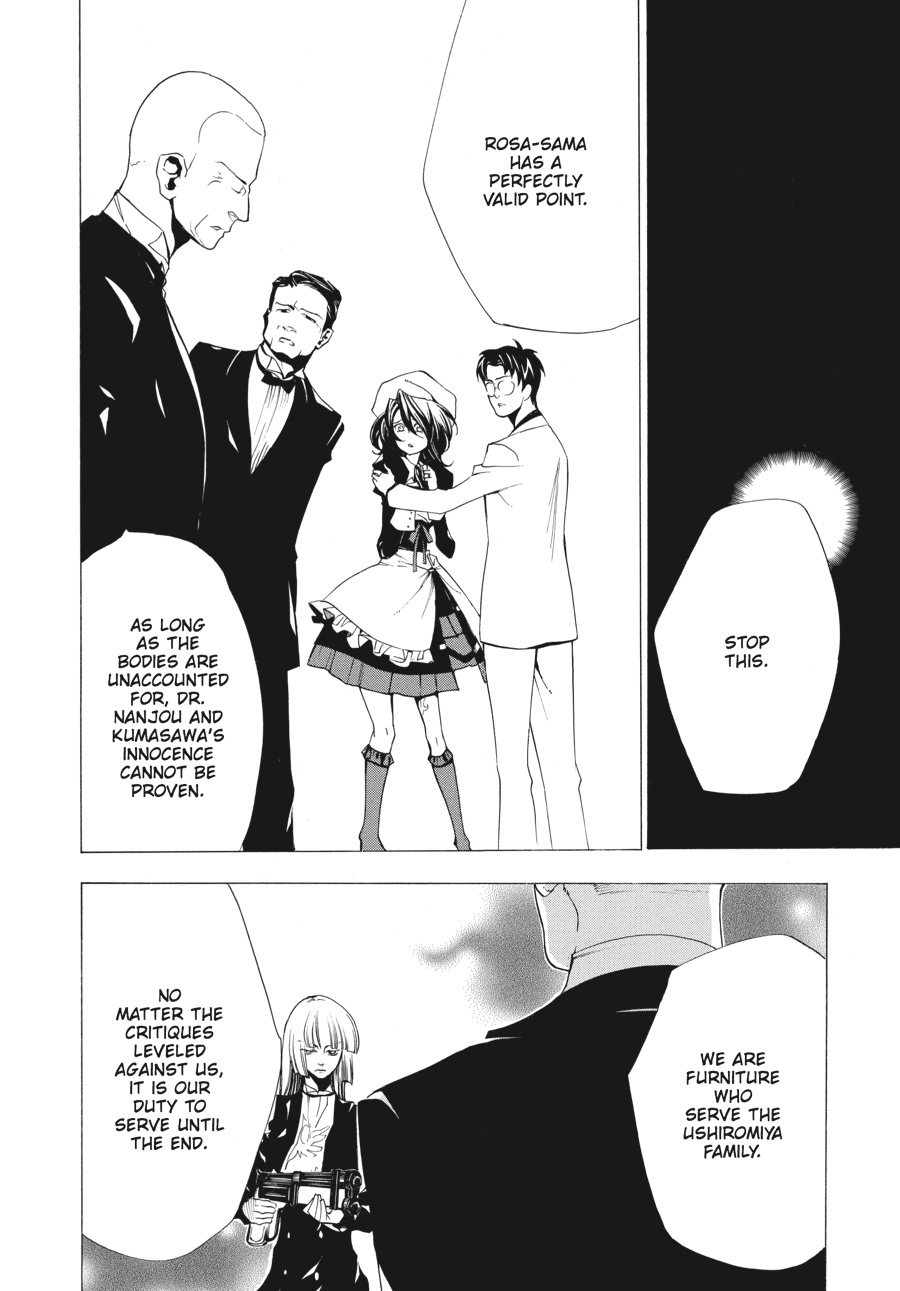 STOP
THIS.
ROSA-SAMA
HAS A
PERFECTLY
VALID POINT.
AS LONG
AS THE
BODIES ARE
UNACCOUNTED
FOR, DR.
NANJOU AND
KUMASAWA'S
INNOCENCE
CANNOT BE
PROVEN.
WE ARE
FURNITURE
WHO
SERVE THE
USHIROMIYA
FAMILY.
NO
MATTER THE
CRITIQUES
LEVELED
AGAINST US,
IT IS OUR
DUTY TO
SERVE UNTIL
THE END.